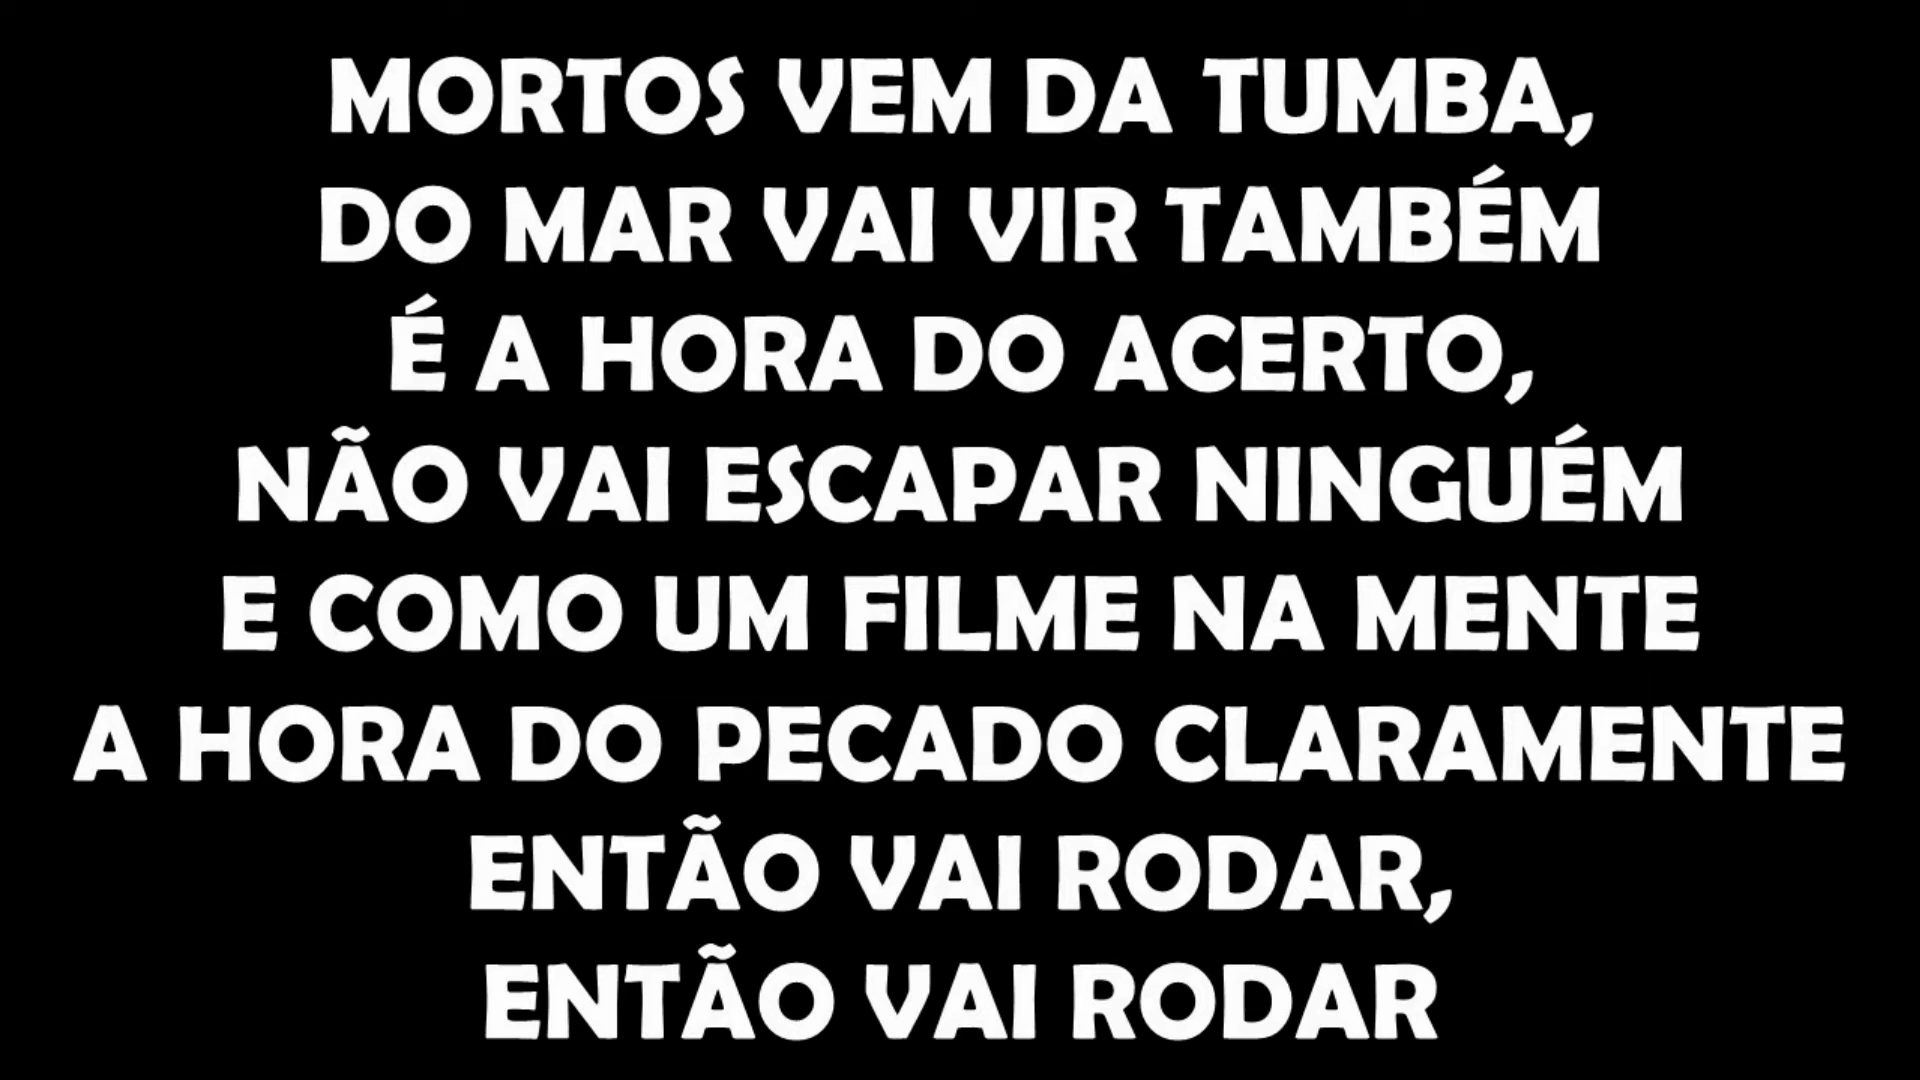 MORTOS VEM DA TUMBA,
DO MAR VAI VIR TAMBÉM
É A HORA DO ACERTO,
NÃO VAI ESCAPAR NINGUÉM
E COMO UM FILME NA MENTE
A HORA DO PECADO CLARAMENTE
ENTÃO VAI RODAR,
ENTÃO VAI RODAR